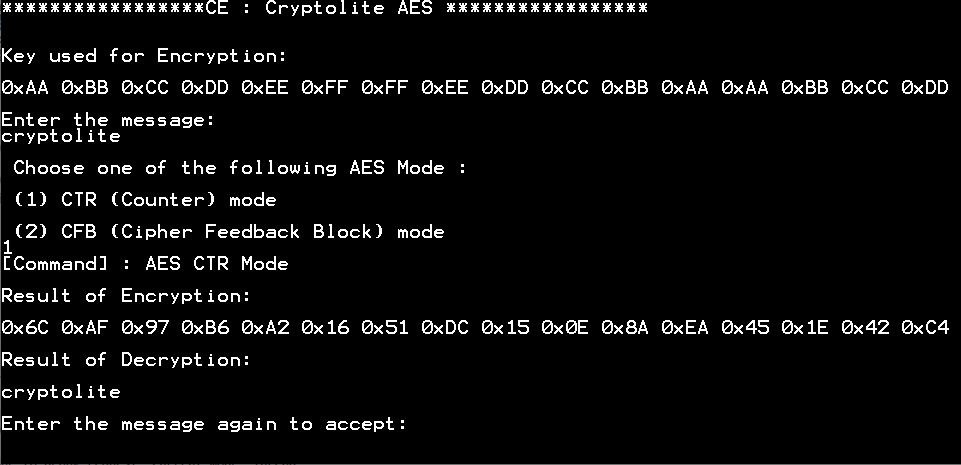 *****************CE : Cryptolite AES *****************
Key used for Encryption:
0xAA 0xBB 0xCC 0xDD 0xEE 0xFF 0xFF 0xEE 0xDD 0xCC 0xBB 0xAA 0xAA 0xBB 0xCC 0xDD
Enter the message:
cryptolite
Choose one of the following AES Mode :
(1) CTR (Counter) mode
(2) CFB (Cipher Feedback Block) mode
1
[Command] : AES CTR Mode
Result of Encryption:
0x6C 0xAF 0x97 0xB6 0xA2 0x16 0x51 0xDC 0x15 0x0E 0x8A 0xEA 0x45 0x1E 0x42 0xC4
Result of Decryption:
cryptolite
Enter the message again to accept: